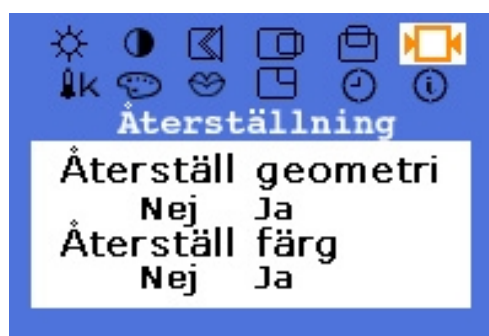 K
Återställning
Återställ geometri
Nej Ja
Återställ färg
Nej Ja